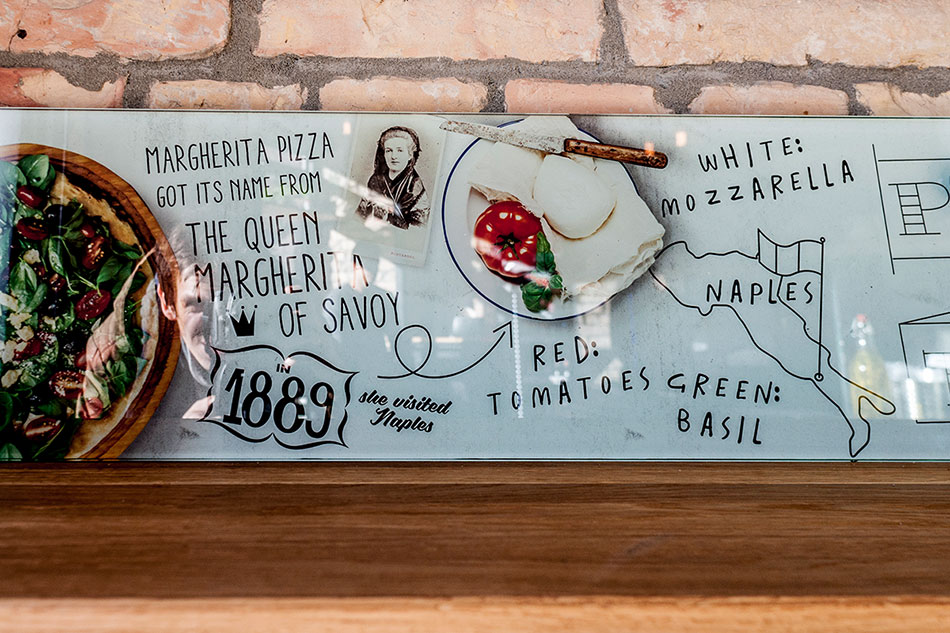 MARGHERITA PIZZA
GOT ITS NAME FROM
THE QUEEN
MARGHERITA
OF SAVOY
IN
1889
she visited
Naples
WHITE:
MOZZARELLA
NAPLES
RED:
TOMATOES
GREEN:
BASIL